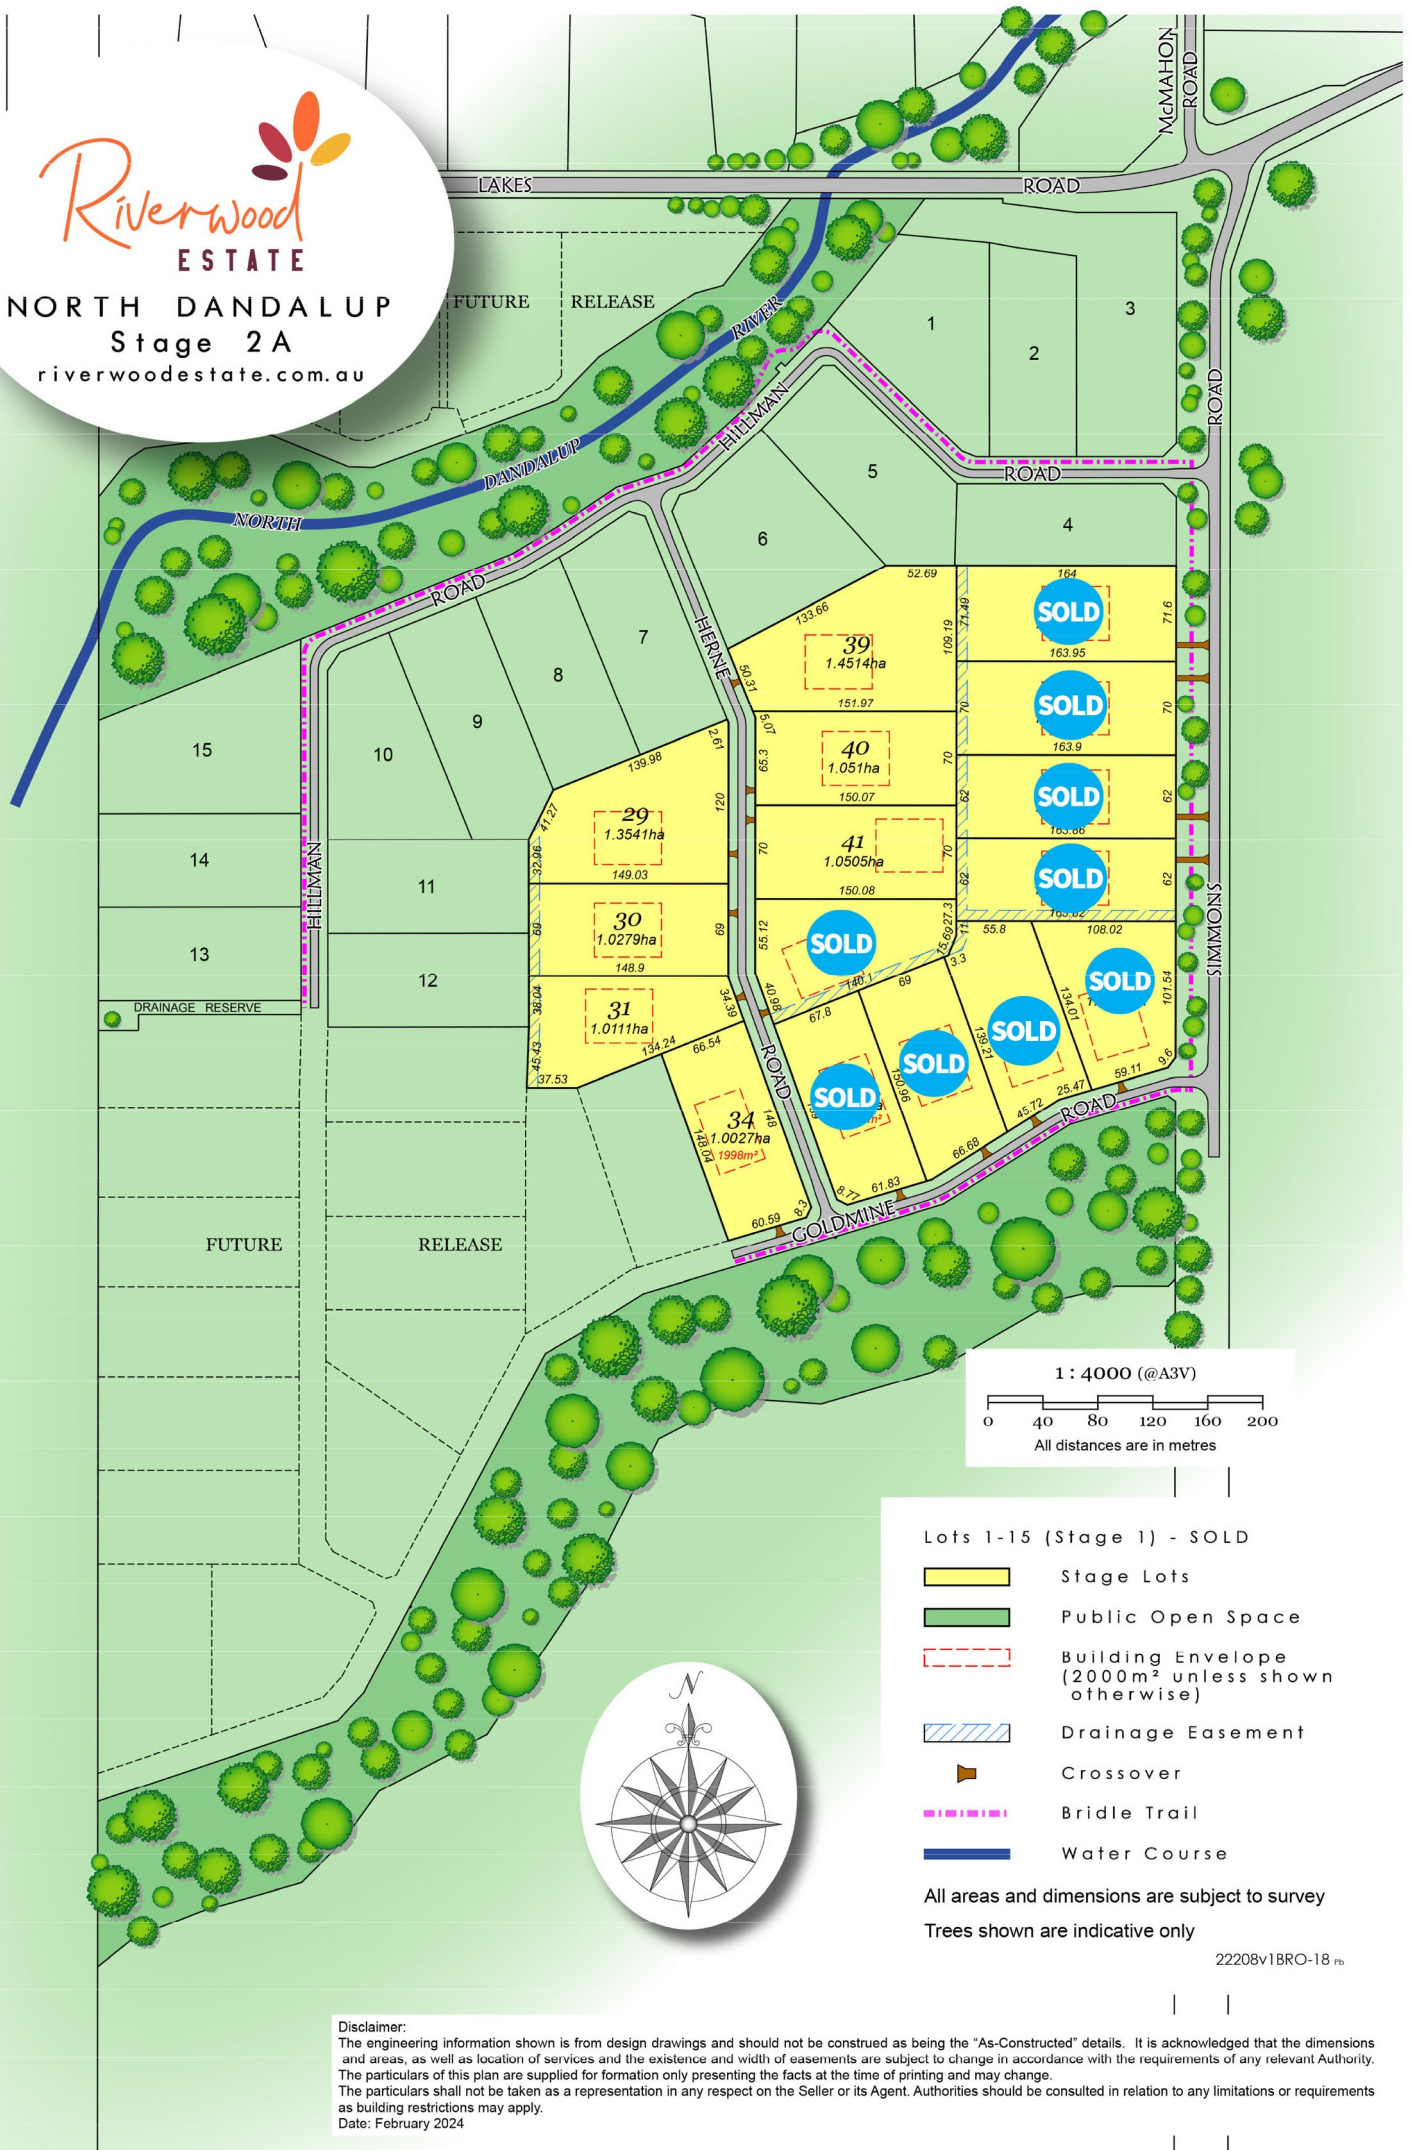 Riverwood
ESTATE
NORTH DANDALUP
Stage 2A
riverwoodestate.com.au
McMAHON
ROAD
LAKES
ROAD
FUTURE RELEASE
RIVER
DANDALUP
NORTH
HILLMAN
ROAD
ROAD
ROAD
1
2
3
4
5
6
7
8
9
10
11
12
13
14
15
HILLMAN
DRAINAGE RESERVE
HERNE
ROAD
SIMMONS
GOLDMINE
ROAD
52.69
133.66
109.19
39
1.4514ha
50.31
151.97
5.07
65.3
40
1.051ha
70
150.07
70
41
1.0505ha
70
150.08
164
71.49
SOLD
71.6
163.95
70
SOLD
70
163.9
62
SOLD
62
163.86
62
SOLD
62
163.82
2.61
139.98
41.27
120
29
1.3541ha
32.96
149.03
69
30
1.0279ha
69
148.9
38.04
31
1.0111ha
34.39
45.43
134.24
37.53
66.54
34
1.0027ha
1998m²
148.04
148
60.59
8.3
55.12
SOLD
27.3
15.69
11
40.98
140.1
67.8
69
3.3
55.8
108.02
SOLD
101.54
134.01
SOLD
139.21
SOLD
150.96
SOLD
m²
8.77
61.83
66.68
45.72
25.47
59.11
9.6
FUTURE RELEASE
1 : 4000 (@A3V)
0 40 80 120 160 200
All distances are in metres
Lots 1-15 (Stage 1) - SOLD
Stage Lots
Public Open Space
Building Envelope
(2000m² unless shown
otherwise)
Drainage Easement
Crossover
Bridle Trail
Water Course
All areas and dimensions are subject to survey
Trees shown are indicative only
22208v1BRO-18 Pb
N
Disclaimer:
The engineering information shown is from design drawings and should not be construed as being the “As-Constructed” details. It is acknowledged that the dimensions
and areas, as well as location of services and the existence and width of easements are subject to change in accordance with the requirements of any relevant Authority.
The particulars of this plan are supplied for formation only presenting the facts at the time of printing and may change.
The particulars shall not be taken as a representation in any respect on the Seller or its Agent. Authorities should be consulted in relation to any limitations or requirements
as building restrictions may apply.
Date: February 2024